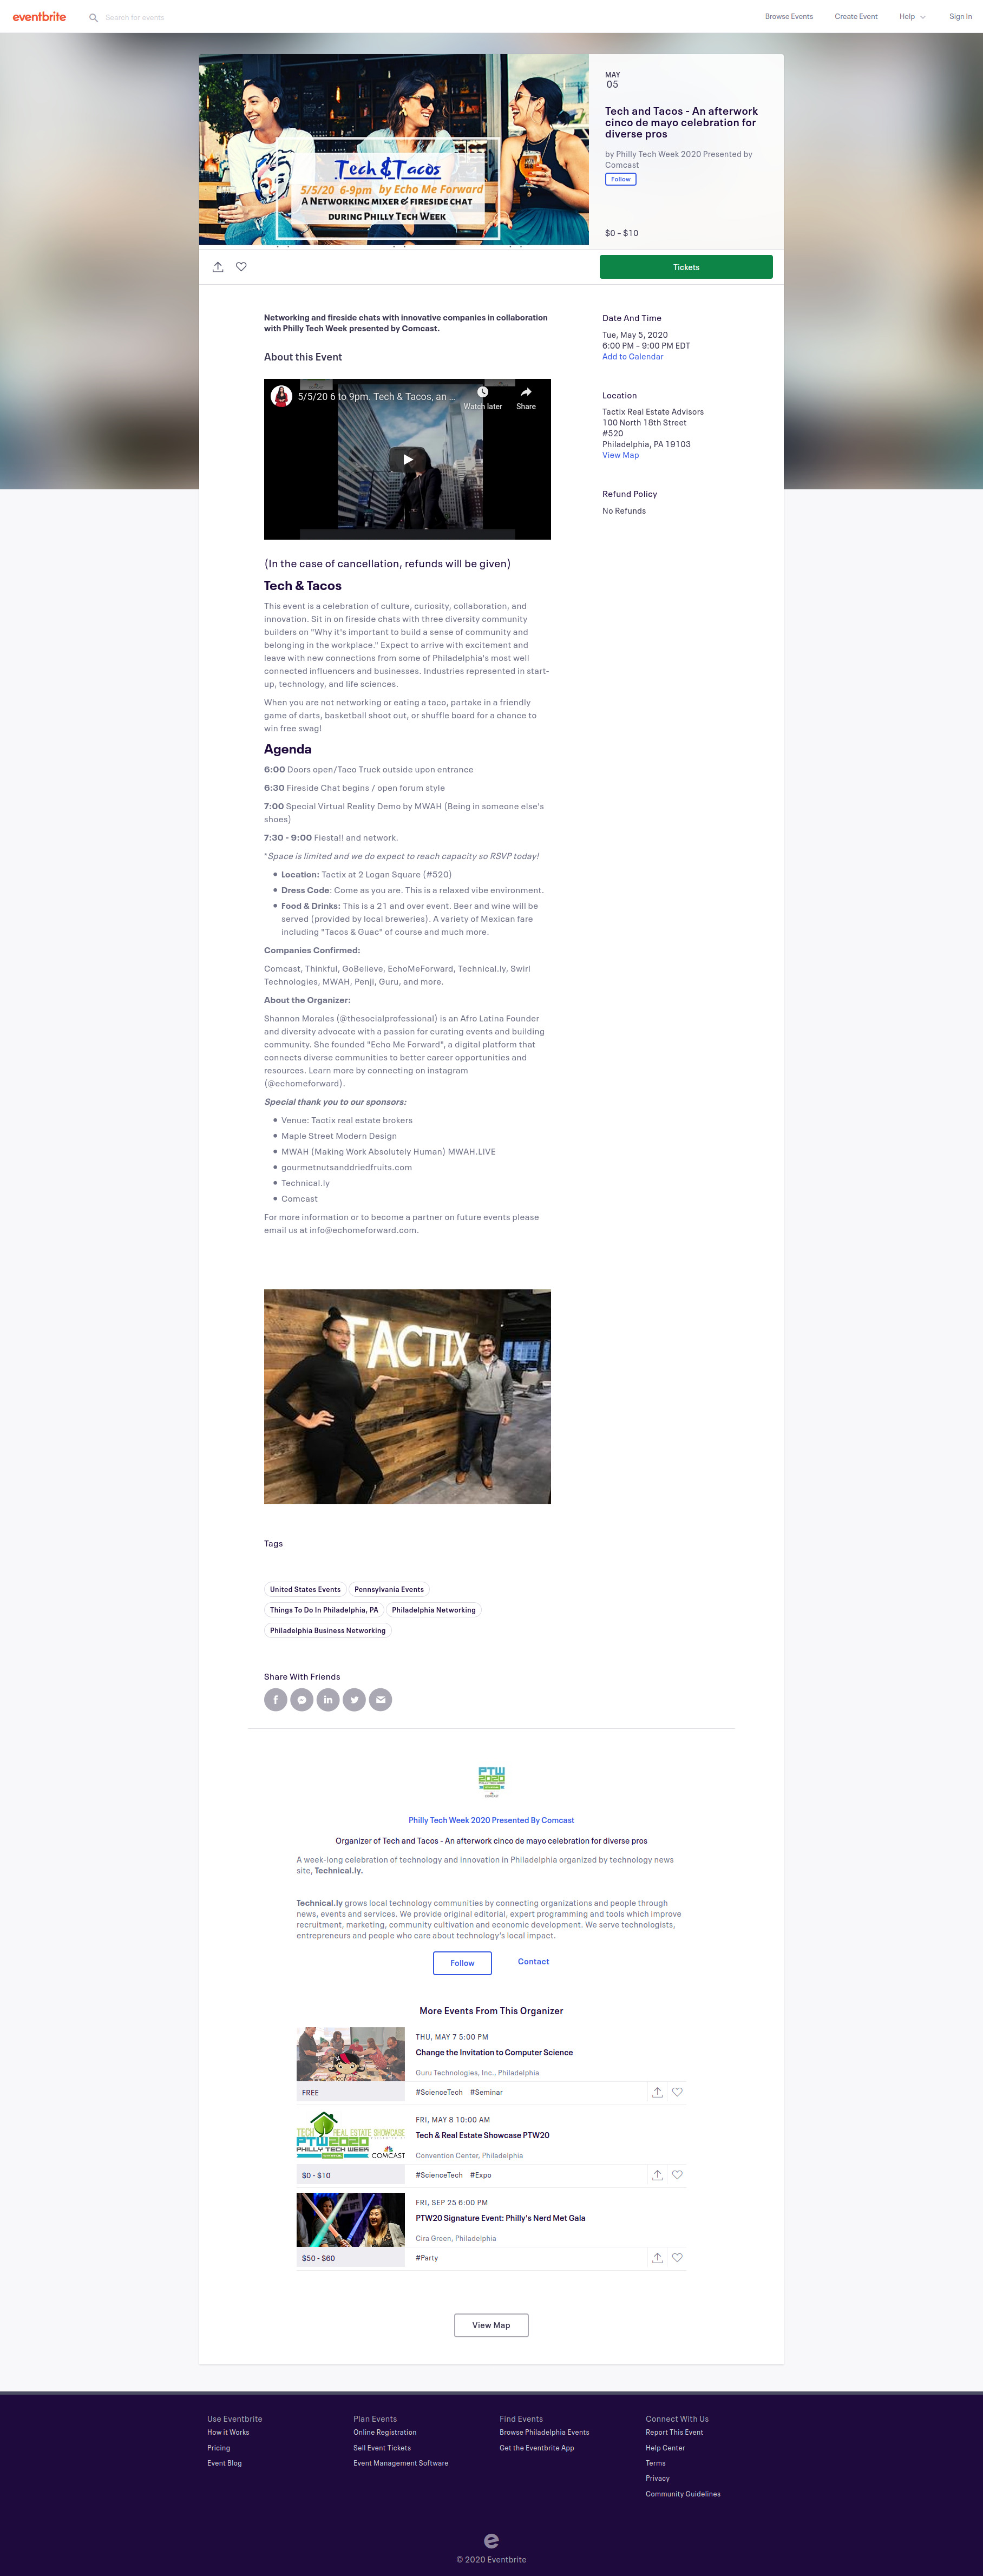 eventbrite
Search for events
Browse Events
Create Event
Help
Sign In
Tech & Tacos
5/5/20 6-9pm by Echo Me Forward
A Networking mixer & fireside chat
during Philly Tech Week
MAY
05
Tech and Tacos - An afterwork
cinco de mayo celebration for
diverse pros
by Philly Tech Week 2020 Presented by
Comcast
Follow
$0 – $10
Tickets
Networking and fireside chats with innovative companies in collaboration
with Philly Tech Week presented by Comcast.
About this Event
5/5/20 6 to 9pm. Tech & Tacos, an ...
Watch later
Share
Date And Time
Tue, May 5, 2020
6:00 PM – 9:00 PM EDT
Add to Calendar
Location
Tactix Real Estate Advisors
100 North 18th Street
#520
Philadelphia, PA 19103
View Map
Refund Policy
No Refunds
(In the case of cancellation, refunds will be given)
Tech & Tacos
This event is a celebration of culture, curiosity, collaboration, and
innovation. Sit in on fireside chats with three diversity community
builders on "Why it's important to build a sense of community and
belonging in the workplace." Expect to arrive with excitement and
leave with new connections from some of Philadelphia's most well
connected influencers and businesses. Industries represented in start-
up, technology, and life sciences.
When you are not networking or eating a taco, partake in a friendly
game of darts, basketball shoot out, or shuffle board for a chance to
win free swag!
Agenda
6:00 Doors open/Taco Truck outside upon entrance
6:30 Fireside Chat begins / open forum style
7:00 Special Virtual Reality Demo by MWAH (Being in someone else's
shoes)
7:30 - 9:00 Fiesta!! and network.
*Space is limited and we do expect to reach capacity so RSVP today!
• Location: Tactix at 2 Logan Square (#520)
• Dress Code: Come as you are. This is a relaxed vibe environment.
• Food & Drinks: This is a 21 and over event. Beer and wine will be
served (provided by local breweries). A variety of Mexican fare
including "Tacos & Guac" of course and much more.
Companies Confirmed:
Comcast, Thinkful, GoBelieve, EchoMeForward, Technical.ly, Swirl
Technologies, MWAH, Penji, Guru, and more.
About the Organizer:
Shannon Morales (@thesocialprofessional) is an Afro Latina Founder
and diversity advocate with a passion for curating events and building
community. She founded "Echo Me Forward", a digital platform that
connects diverse communities to better career opportunities and
resources. Learn more by connecting on instagram
(@echomeforward).
Special thank you to our sponsors:
• Venue: Tactix real estate brokers
• Maple Street Modern Design
• MWAH (Making Work Absolutely Human) MWAH.LIVE
• gourmetnutsanddriedfruits.com
• Technical.ly
• Comcast
For more information or to become a partner on future events please
email us at info@echomeforward.com.
TACTIX
Tags
United States Events
Pennsylvania Events
Things To Do In Philadelphia, PA
Philadelphia Networking
Philadelphia Business Networking
Share With Friends
PTW
2020
COMCAST
Philly Tech Week 2020 Presented By Comcast
Organizer of Tech and Tacos - An afterwork cinco de mayo celebration for diverse pros
A week-long celebration of technology and innovation in Philadelphia organized by technology news
site, Technical.ly.
Technical.ly grows local technology communities by connecting organizations and people through
news, events and services. We provide original editorial, expert programming and tools which improve
recruitment, marketing, community cultivation and economic development. We serve technologists,
entrepreneurs and people who care about technology's local impact.
Follow
Contact
More Events From This Organizer
THU, MAY 7 5:00 PM
Change the Invitation to Computer Science
Guru Technologies, Inc., Philadelphia
FREE
#ScienceTech #Seminar
TECH REAL ESTATE SHOWCASE
PTW2020
PHILLY TECH WEEK
COMCAST
FRI, MAY 8 10:00 AM
Tech & Real Estate Showcase PTW20
Convention Center, Philadelphia
$0 - $10
#ScienceTech #Expo
FRI, SEP 25 6:00 PM
PTW20 Signature Event: Philly's Nerd Met Gala
Cira Green, Philadelphia
$50 - $60
#Party
View Map
Use Eventbrite
How it Works
Pricing
Event Blog
Plan Events
Online Registration
Sell Event Tickets
Event Management Software
Find Events
Browse Philadelphia Events
Get the Eventbrite App
Connect With Us
Report This Event
Help Center
Terms
Privacy
Community Guidelines
© 2020 Eventbrite